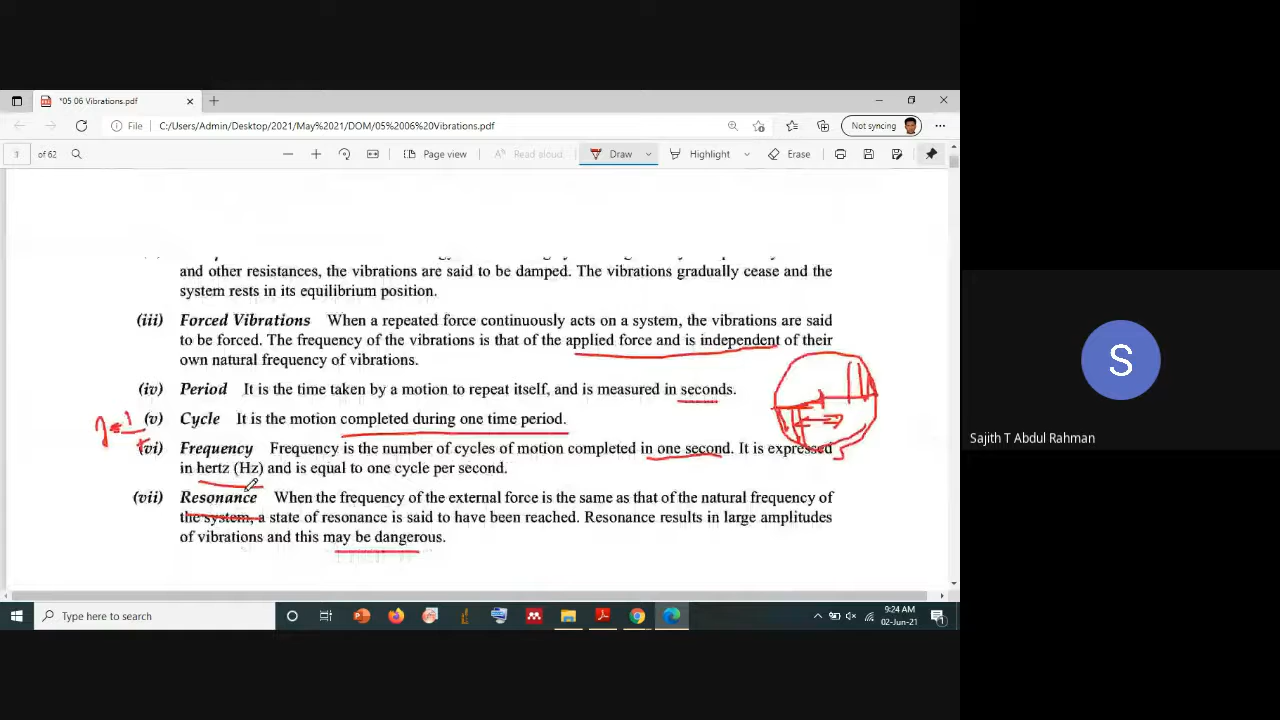 *05 06 Vibrations.pdf
File
C:/Users/Admin/Desktop/2021/May%2021/DOM/05%2006%20Vibrations.pdf
Not syncing
3 of 62
Page view
Read aloud
Draw
Highlight
Erase
and other resistances, the vibrations are said to be damped. The vibrations gradually cease and the
system rests in its equilibrium position.
(iii) Forced Vibrations When a repeated force continuously acts on a system, the vibrations are said
to be forced. The frequency of the vibrations is that of the applied force and is independent of their
own natural frequency of vibrations.
(iv) Period It is the time taken by a motion to repeat itself, and is measured in seconds.
(v) Cycle It is the motion completed during one time period.
(vi) Frequency Frequency is the number of cycles of motion completed in one second. It is expressed
in hertz (Hz) and is equal to one cycle per second.
(vii) Resonance When the frequency of the external force is the same as that of the natural frequency of
the system, a state of resonance is said to have been reached. Resonance results in large amplitudes
of vibrations and this may be dangerous.
S
Sajith T Abdul Rahman
Type here to search
9:24 AM
02-Jun-21
1